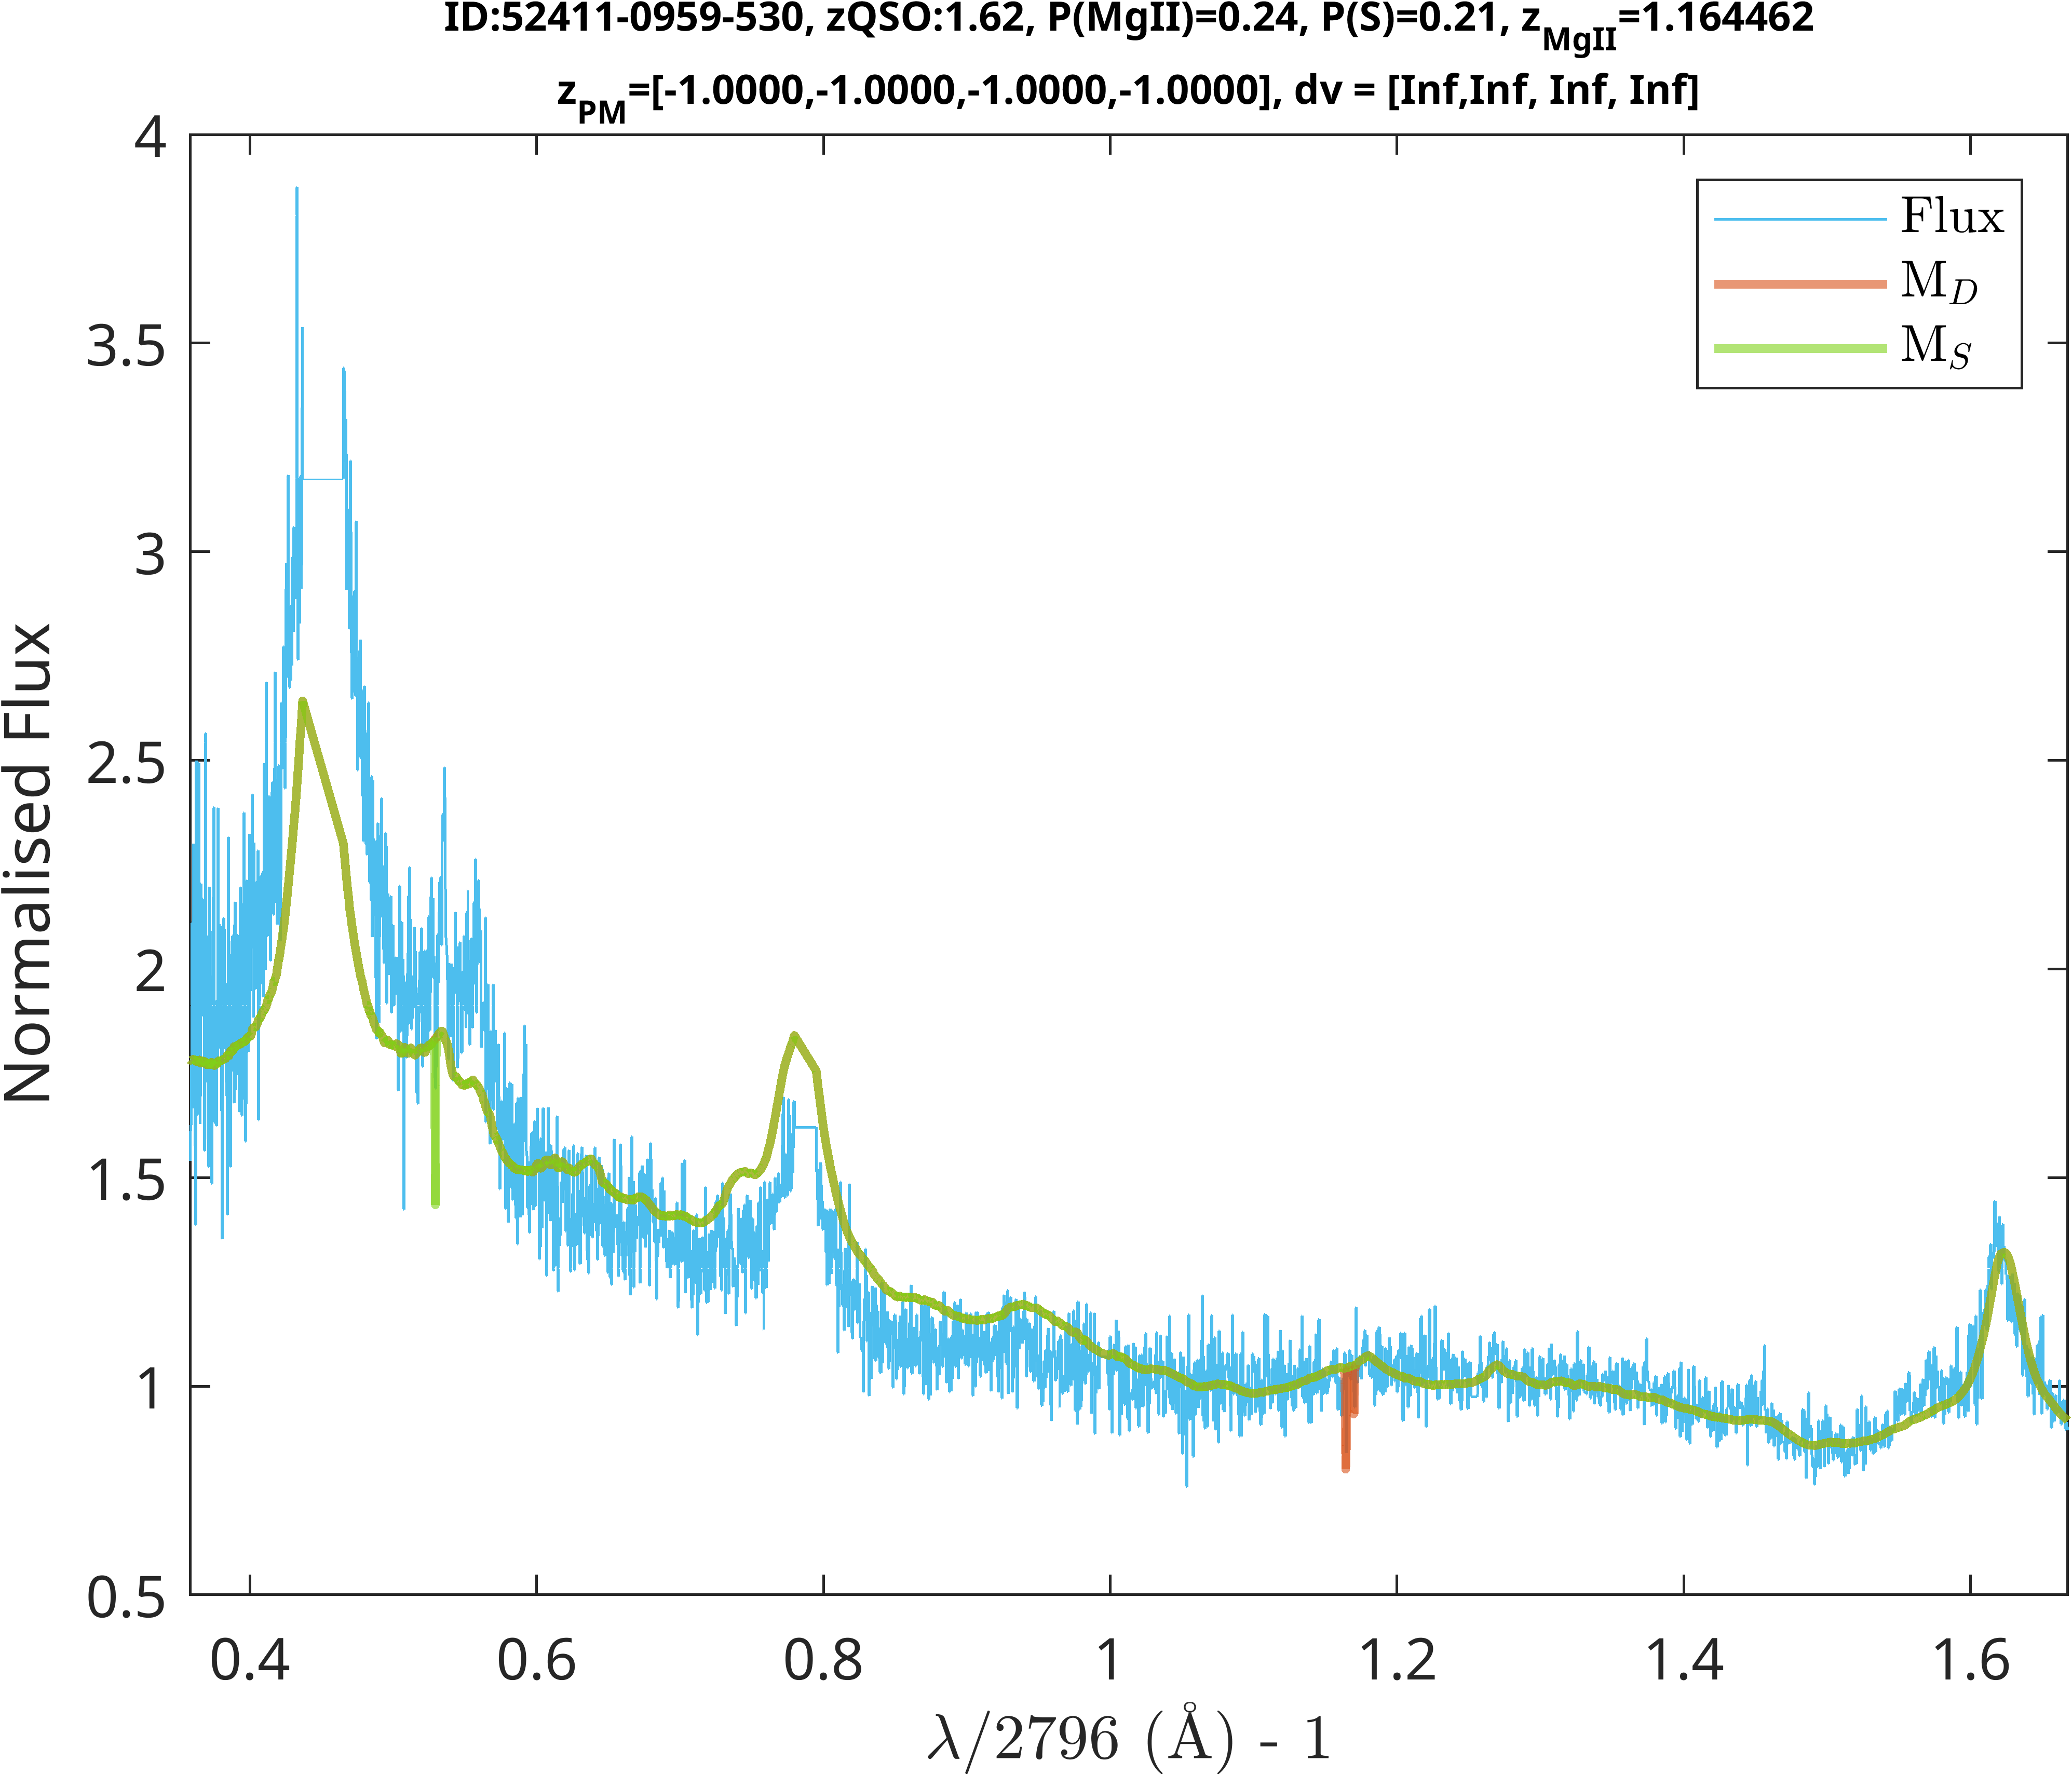 ID:52411-0959-530, zQSO:1.62, P(MgII)=0.24, P(S)=0.21, zMgII=1.164462
zPM=[-1.0000,-1.0000,-1.0000,-1.0000], dv = [Inf,Inf, Inf, Inf]
4
3.5
3
2.5
2
1.5
1
0.5
Normalised Flux
Flux
MD
MS
0.4 0.6 0.8 1 1.2 1.4 1.6
λ/2796 (Å) - 1